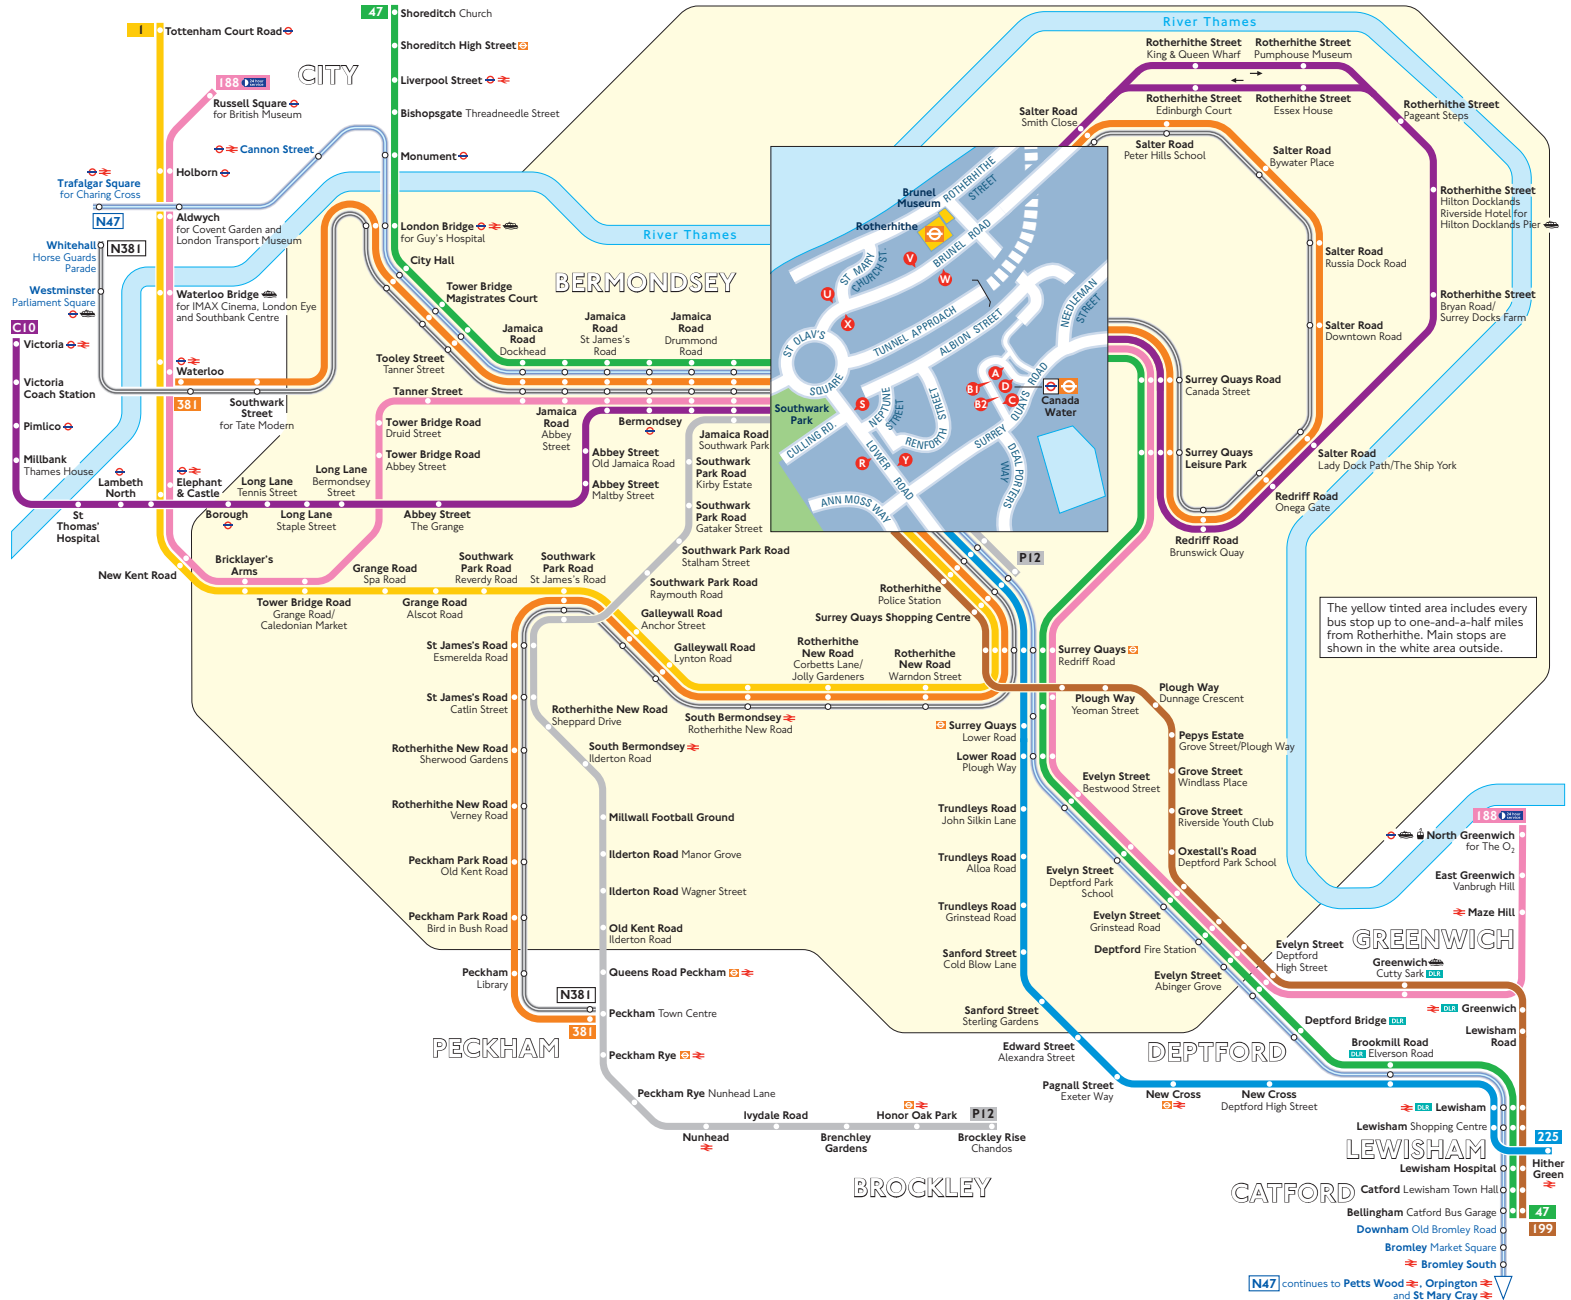 47
Shoreditch Church
Shoreditch High Street
Liverpool Street
Bishopsgate Threadneedle Street
Monument
London Bridge
for Guy's Hospital
City Hall
Tower Bridge
Magistrates Court
1
Tottenham Court Road
CITY
188
24 hour
service
Russell Square
for British Museum
Cannon Street
Holborn
Trafalgar Square
for Charing Cross
N47
Aldwych
for Covent Garden and
London Transport Museum
Whitehall
Horse Guards
Parade
N381
Westminster
Parliament Square
Waterloo Bridge
for IMAX Cinema, London Eye
and Southbank Centre
C10
Victoria
Victoria
Coach Station
Pimlico
Millbank
Thames House
Waterloo
381
Southwark
Street
for Tate Modern
River Thames
BERMONDSEY
Jamaica
Road
Dockhead
Jamaica
Road
St James's
Road
Jamaica
Road
Drummond
Road
Tooley Street
Tanner Street
Tanner Street
Tower Bridge Road
Druid Street
Tower Bridge Road
Abbey Street
Jamaica
Road
Abbey
Street
Bermondsey
Abbey Street
Old Jamaica Road
Abbey Street
Maltby Street
Jamaica Road
Southwark Park
Southwark
Park Road
Kirby Estate
Southwark
Park Road
Gataker Street
Southwark Park Road
Stalham Street
Southwark Park Road
Raymouth Road
Lambeth
North
St
Thomas'
Hospital
Elephant
& Castle
Borough
Long Lane
Tennis Street
Long Lane
Staple Street
Long Lane
Bermondsey
Street
Abbey Street
The Grange
New Kent Road
Bricklayer's
Arms
Tower Bridge Road
Grange Road/
Caledonian Market
Grange Road
Spa Road
Grange Road
Alscot Road
Southwark
Park Road
Reverdy Road
Southwark
Park Road
St James's Road
Galleywall Road
Anchor Street
Galleywall Road
Lynton Road
South Bermondsey
Rotherhithe New Road
Rotherhithe
New Road
Corbetts Lane/
Jolly Gardeners
Rotherhithe
New Road
Warndon Street
St James's Road
Esmerelda Road
St James's Road
Catlin Street
Rotherhithe New Road
Sherwood Gardens
Rotherhithe New Road
Verney Road
Peckham Park Road
Old Kent Road
Peckham Park Road
Bird in Bush Road
Peckham
Library
N381
381
PECKHAM
Rotherhithe New Road
Sheppard Drive
South Bermondsey
Ilderton Road
Millwall Football Ground
Ilderton Road Manor Grove
Ilderton Road Wagner Street
Old Kent Road
Ilderton Road
Queens Road Peckham
Peckham Town Centre
Peckham Rye
Peckham Rye Nunhead Lane
Nunhead
Ivydale Road
Brenchley
Gardens
Honor Oak Park
P12
Brockley Rise
Chandos
BROCKLEY
River Thames
Rotherhithe Street
King & Queen Wharf
Rotherhithe Street
Pumphouse Museum
Rotherhithe Street
Edinburgh Court
Rotherhithe Street
Essex House
Rotherhithe Street
Pageant Steps
Salter Road
Smith Close
Salter Road
Peter Hills School
Salter Road
Bywater Place
Rotherhithe Street
Hilton Docklands
Riverside Hotel for
Hilton Docklands Pier
Salter Road
Russia Dock Road
Rotherhithe Street
Bryan Road/
Surrey Docks Farm
Salter Road
Downtown Road
Surrey Quays Road
Canada Street
Surrey Quays
Leisure Park
Salter Road
Lady Dock Path/The Ship York
Redriff Road
Onega Gate
Redriff Road
Brunswick Quay
Brunel
Museum
Rotherhithe
ROTHERHITHE
STREET
BRUNEL ROAD
ST MARY
CHURCH ST.
V
W
U
X
ST OLAV'S
SQUARE
TUNNEL APPROACH
ALBION STREET
NEEDLEMAN
STREET
A
B1
D
B2
C
Canada
Water
Southwark
Park
S
NEPTUNE
STREET
STREET
RENFORTH
SURREY
QUAYS
ROAD
CULLING RD.
LOWER
ROAD
R
Y
DEAL PORTERS
WAY
ANN MOSS WAY
P12
Rotherhithe
Police Station
Surrey Quays Shopping Centre
Surrey Quays
Redriff Road
Plough Way
Yeoman Street
Plough Way
Dunnage Crescent
Surrey Quays
Lower Road
Lower Road
Plough Way
Pepys Estate
Grove Street/Plough Way
Grove Street
Windlass Place
Grove Street
Riverside Youth Club
Oxestall's Road
Deptford Park School
Evelyn Street
Bestwood Street
Trundleys Road
John Silkin Lane
Trundleys Road
Alloa Road
Trundleys Road
Grinstead Road
Sanford Street
Cold Blow Lane
Sanford Street
Sterling Gardens
Edward Street
Alexandra Street
Pagnall Street
Exeter Way
New Cross
New Cross
Deptford High Street
Evelyn Street
Deptford Park
School
Evelyn Street
Grinstead Road
Deptford Fire Station
Evelyn Street
Abinger Grove
Evelyn Street
Deptford
High Street
DEPTFORD
Deptford Bridge DLR
Brookmill Road
DLR Elverson Road
The yellow tinted area includes every
bus stop up to one-and-a-half miles
from Rotherhithe. Main stops are
shown in the white area outside.
188
24 hour
service
North Greenwich
for The O2
East Greenwich
Vanbrugh Hill
Maze Hill
GREENWICH
Greenwich
Cutty Sark DLR
DLR Greenwich
Lewisham
Road
DLR Lewisham
Lewisham Shopping Centre
LEWISHAM
225
Hither
Green
Lewisham Hospital
CATFORD
Catford Lewisham Town Hall
Bellingham Catford Bus Garage
47
199
Downham Old Bromley Road
Bromley Market Square
Bromley South
N47 continues to Petts Wood, Orpington
and St Mary Cray